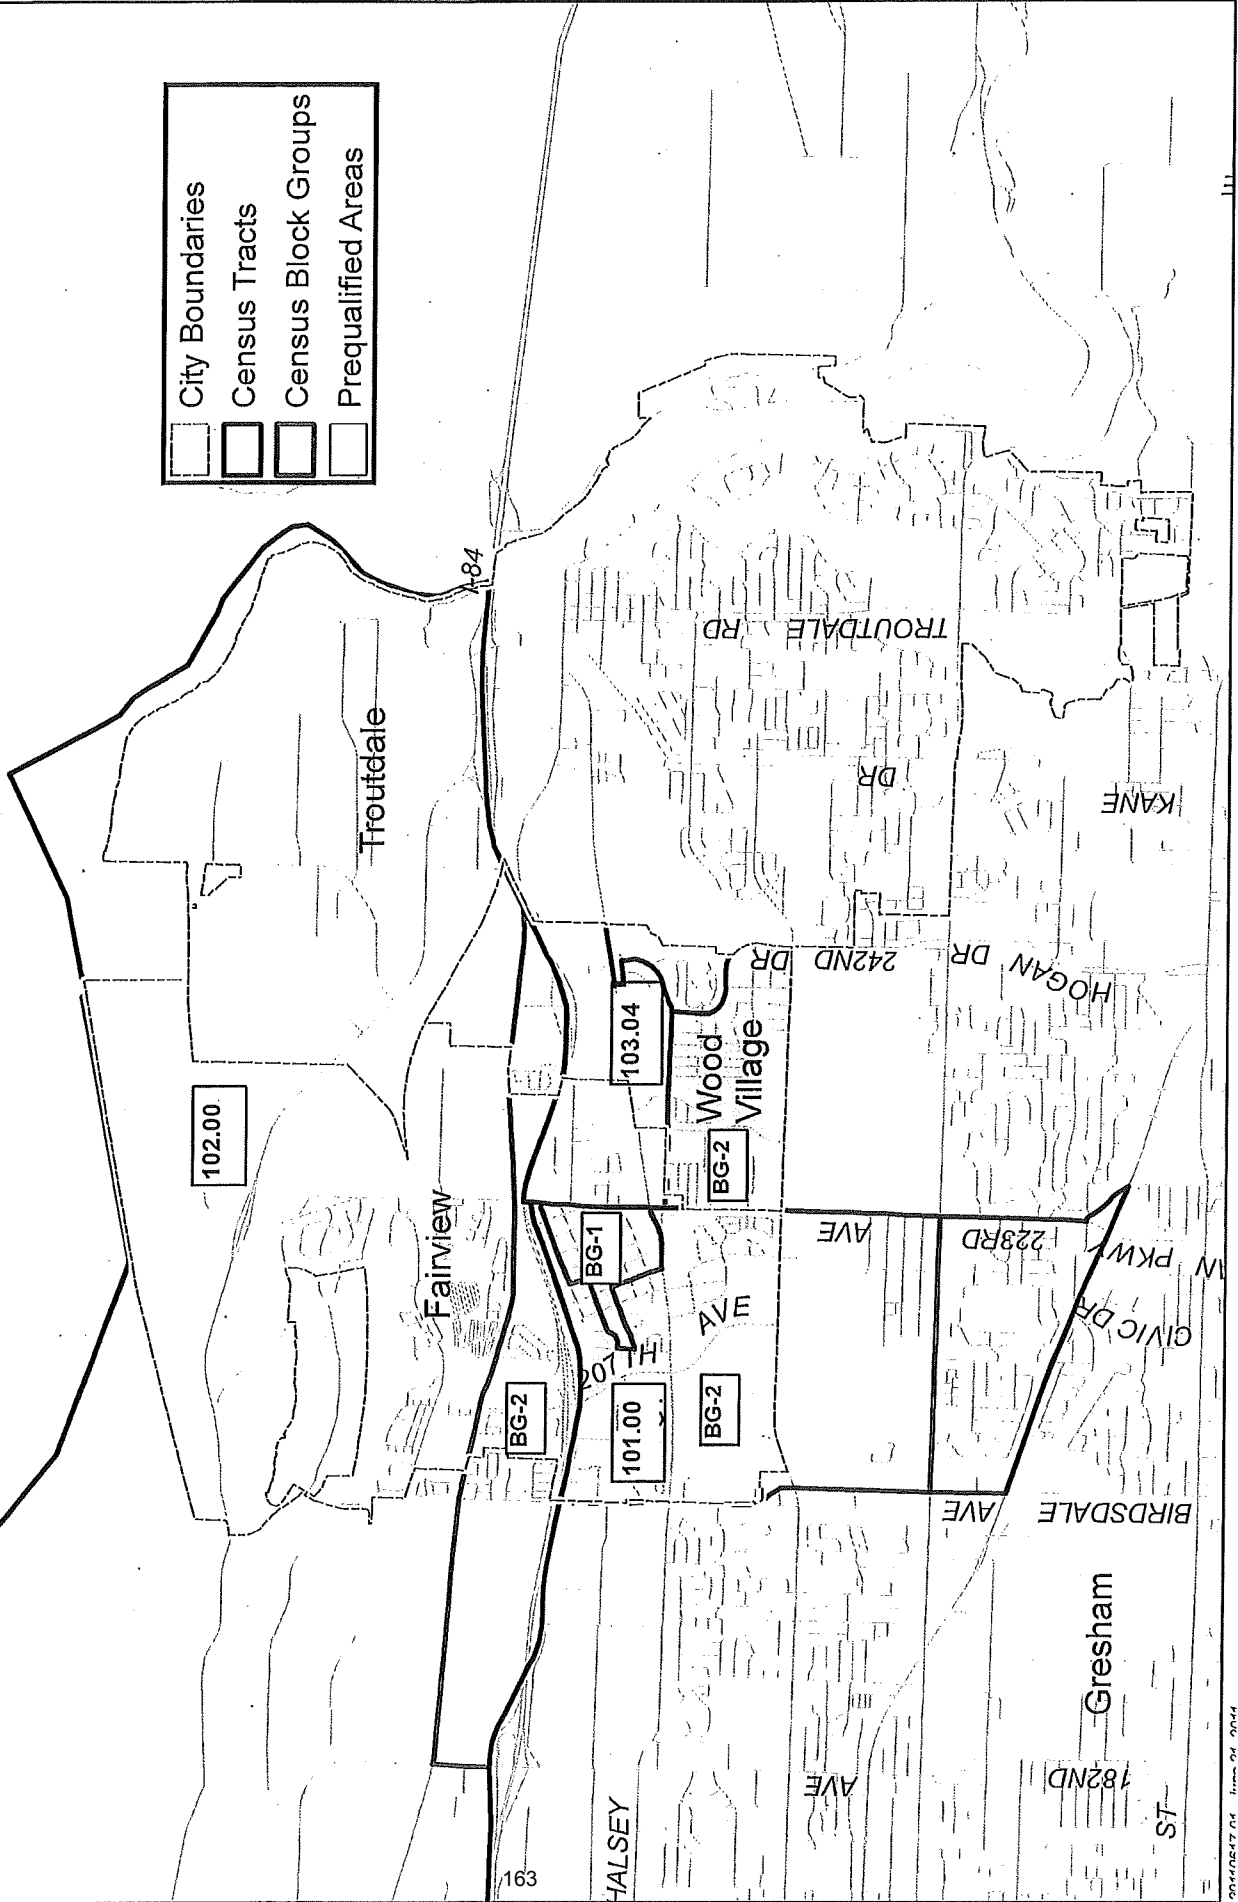 City Boundaries
Census Tracts
Census Block Groups
Prequalified Areas
I-84
102.00
Troutdale
Fairview
BG-2
BG-1
103.04
Wood
Village
BG-2
207TH
AVE
101.00
BG-2
TROUTDALE RD
DR
242ND DR
HOGAN DR
KANE
AVE
223RD
PKWY
CIVIC DR
BIRDSDALE AVE
Gresham
182ND AVE
HALSEY
ST
163